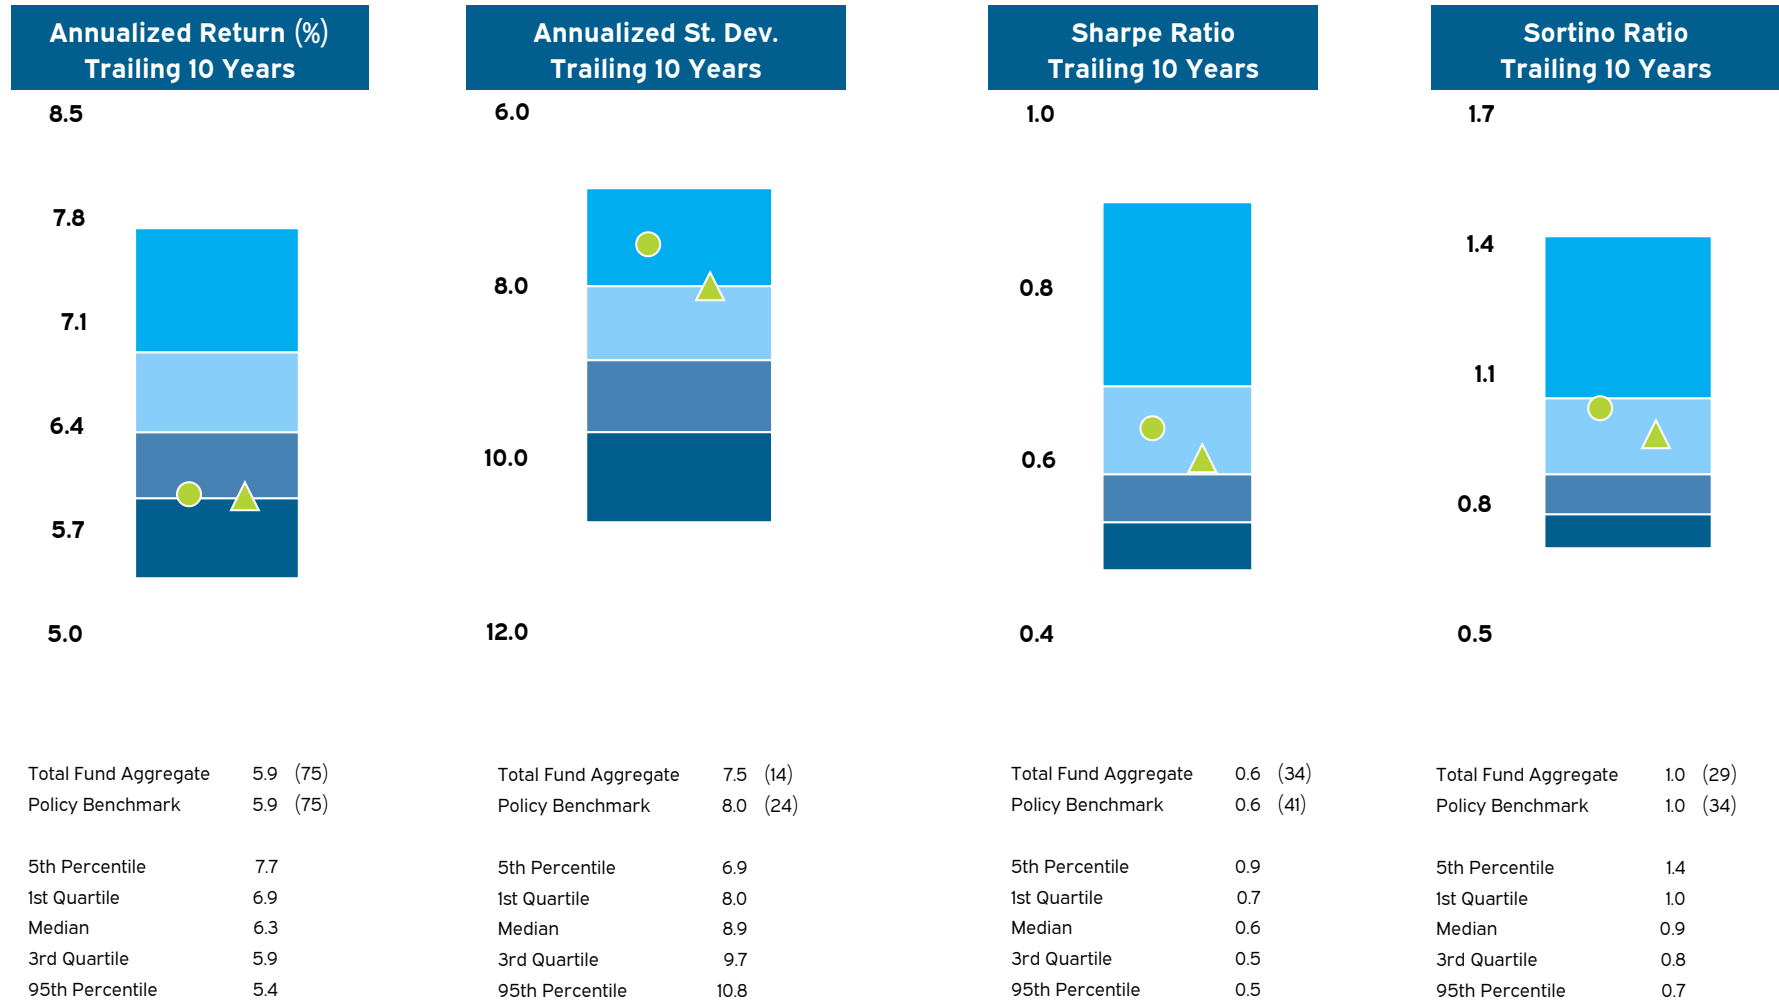 Annualized Return (%)
Trailing 10 Years
8.5
7.8
7.1
6.4
5.7
5.0
Total Fund Aggregate 5.9 (75)
Policy Benchmark 5.9 (75)
5th Percentile 7.7
1st Quartile 6.9
Median 6.3
3rd Quartile 5.9
95th Percentile 5.4
Annualized St. Dev.
Trailing 10 Years
6.0
8.0
10.0
12.0
Total Fund Aggregate 7.5 (14)
Policy Benchmark 8.0 (24)
5th Percentile 6.9
1st Quartile 8.0
Median 8.9
3rd Quartile 9.7
95th Percentile 10.8
Sharpe Ratio
Trailing 10 Years
1.0
0.8
0.6
0.4
Total Fund Aggregate 0.6 (34)
Policy Benchmark 0.6 (41)
5th Percentile 0.9
1st Quartile 0.7
Median 0.6
3rd Quartile 0.5
95th Percentile 0.5
Sortino Ratio
Trailing 10 Years
1.7
1.4
1.1
0.8
0.5
Total Fund Aggregate 1.0 (29)
Policy Benchmark 1.0 (34)
5th Percentile 1.4
1st Quartile 1.0
Median 0.9
3rd Quartile 0.8
95th Percentile 0.7